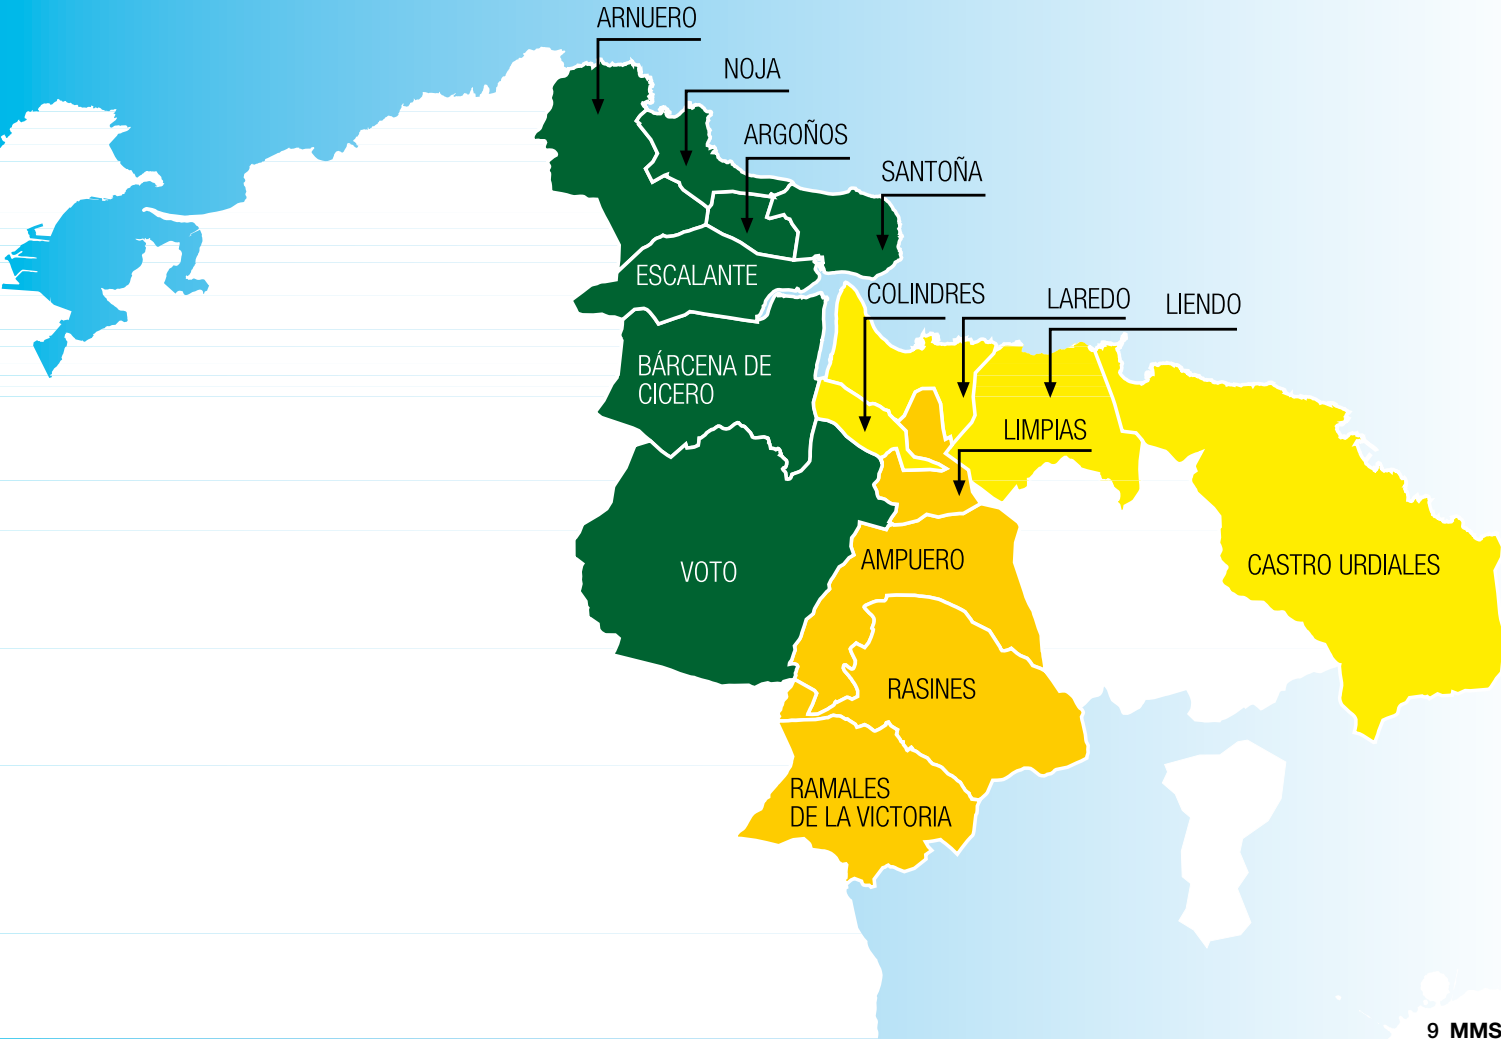 ARNUERO
NOJA
ARGOÑOS
SANTOÑA
ESCALANTE
COLINDRES
LAREDO
LIENDO
BÁRCENA DE
CICERO
LIMPIAS
VOTO
AMPUERO
CASTRO URDIALES
RASINES
RAMALES
DE LA VICTORIA
9 MMS